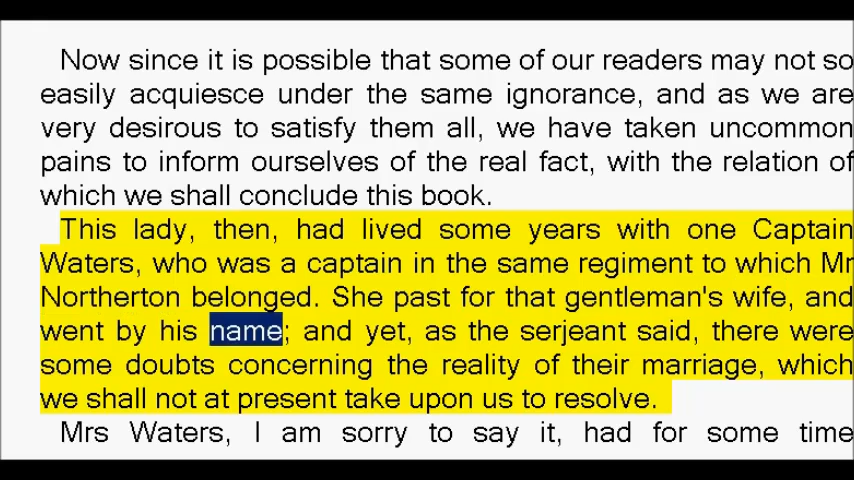 Now since it is possible that some of our readers may not so
easily acquiesce under the same ignorance, and as we are
very desirous to satisfy them all, we have taken uncommon
pains to inform ourselves of the real fact, with the relation of
which we shall conclude this book.
This lady, then, had lived some years with one Captain
Waters, who was a captain in the same regiment to which Mr
Northerton belonged. She past for that gentleman's wife, and
went by his name; and yet, as the serjeant said, there were
some doubts concerning the reality of their marriage, which
we shall not at present take upon us to resolve.
Mrs Waters, I am sorry to say it, had for some time